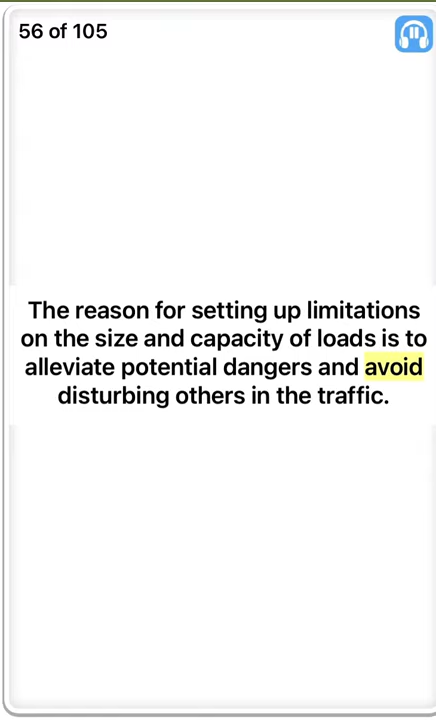 56 of 105
The reason for setting up limitations
on the size and capacity of loads is to
alleviate potential dangers and avoid
disturbing others in the traffic.